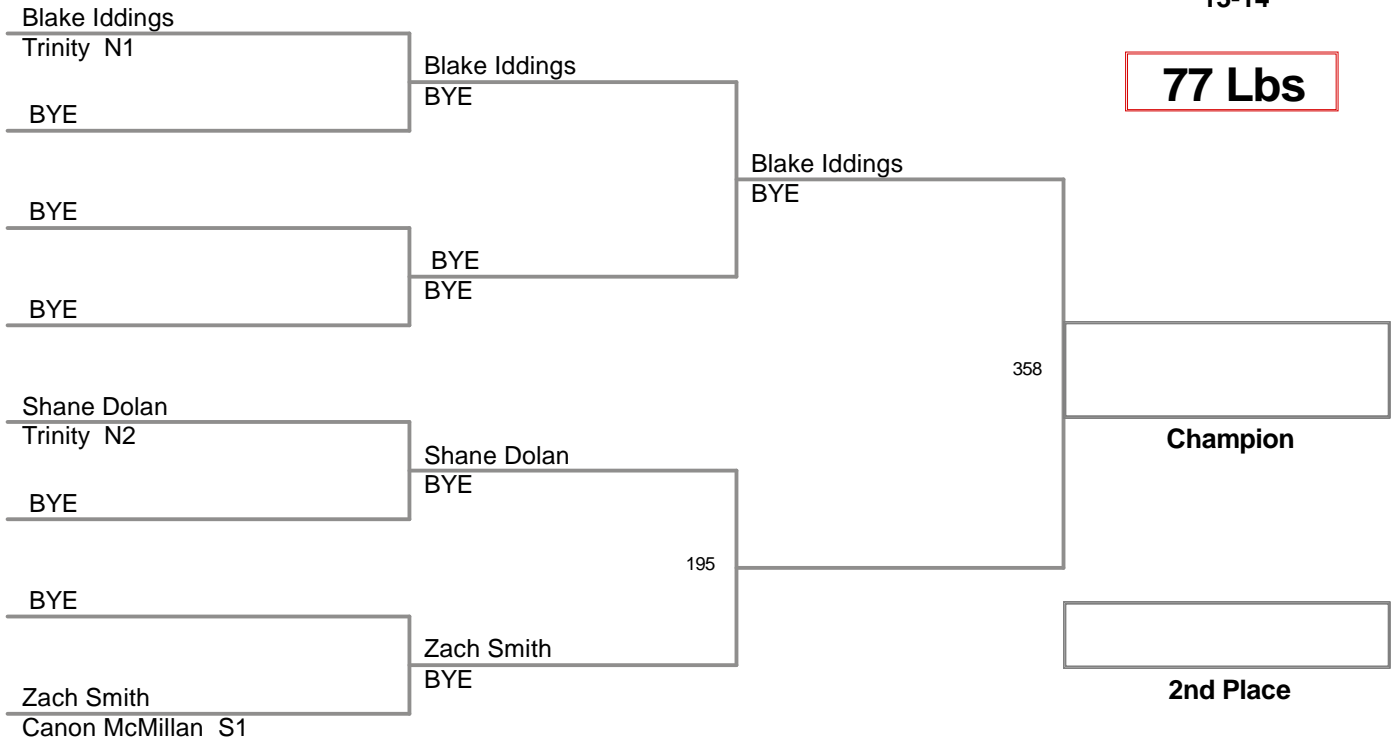 Blake Iddings
Trinity N1
BYE
BYE
BYE
Shane Dolan
Trinity N2
BYE
BYE
Zach Smith
Canon McMillan S1
Blake Iddings
BYE
BYE
BYE
Shane Dolan
BYE
Zach Smith
BYE
Blake Iddings
BYE
195
358
77 Lbs
Champion
2nd Place